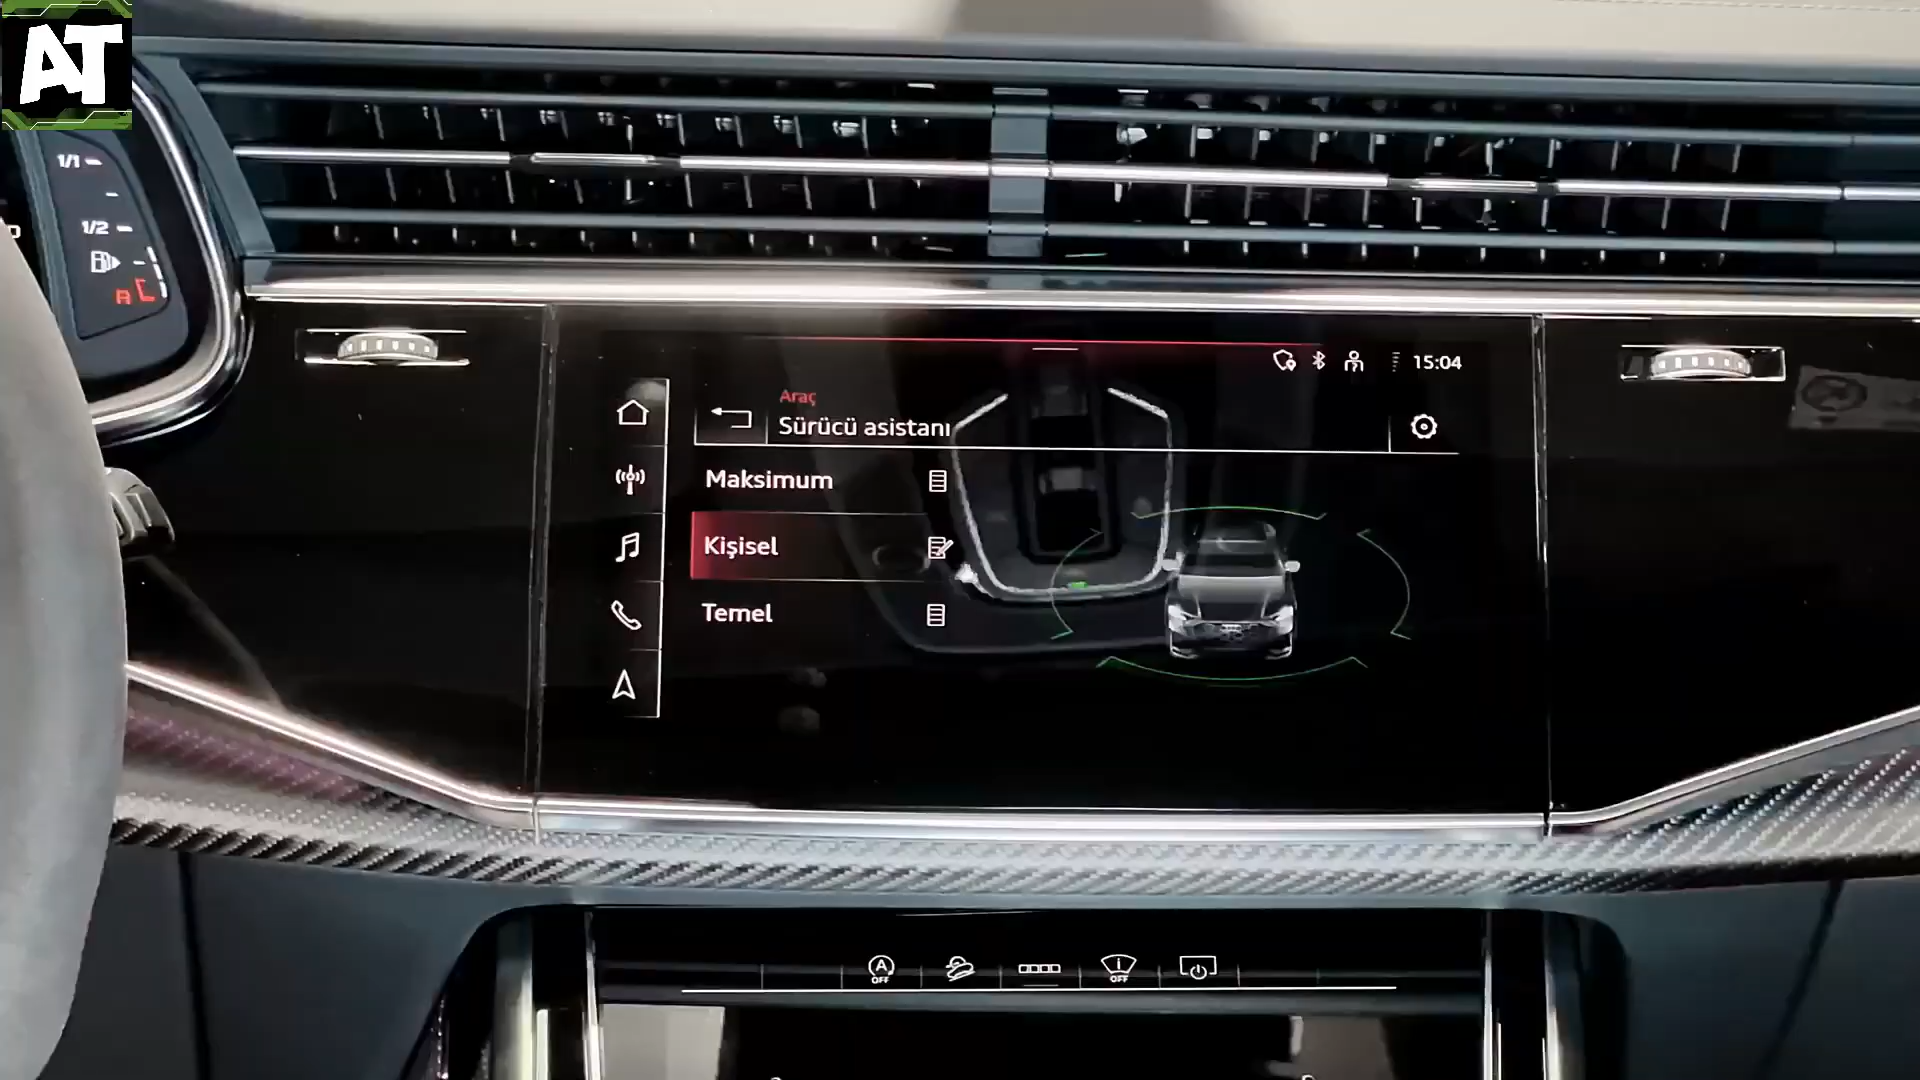 AT
1/1
1/2
15:04
Araç
Sürücü asistanı
Maksimum
Kişisel
Temel
A
OFF
OFF